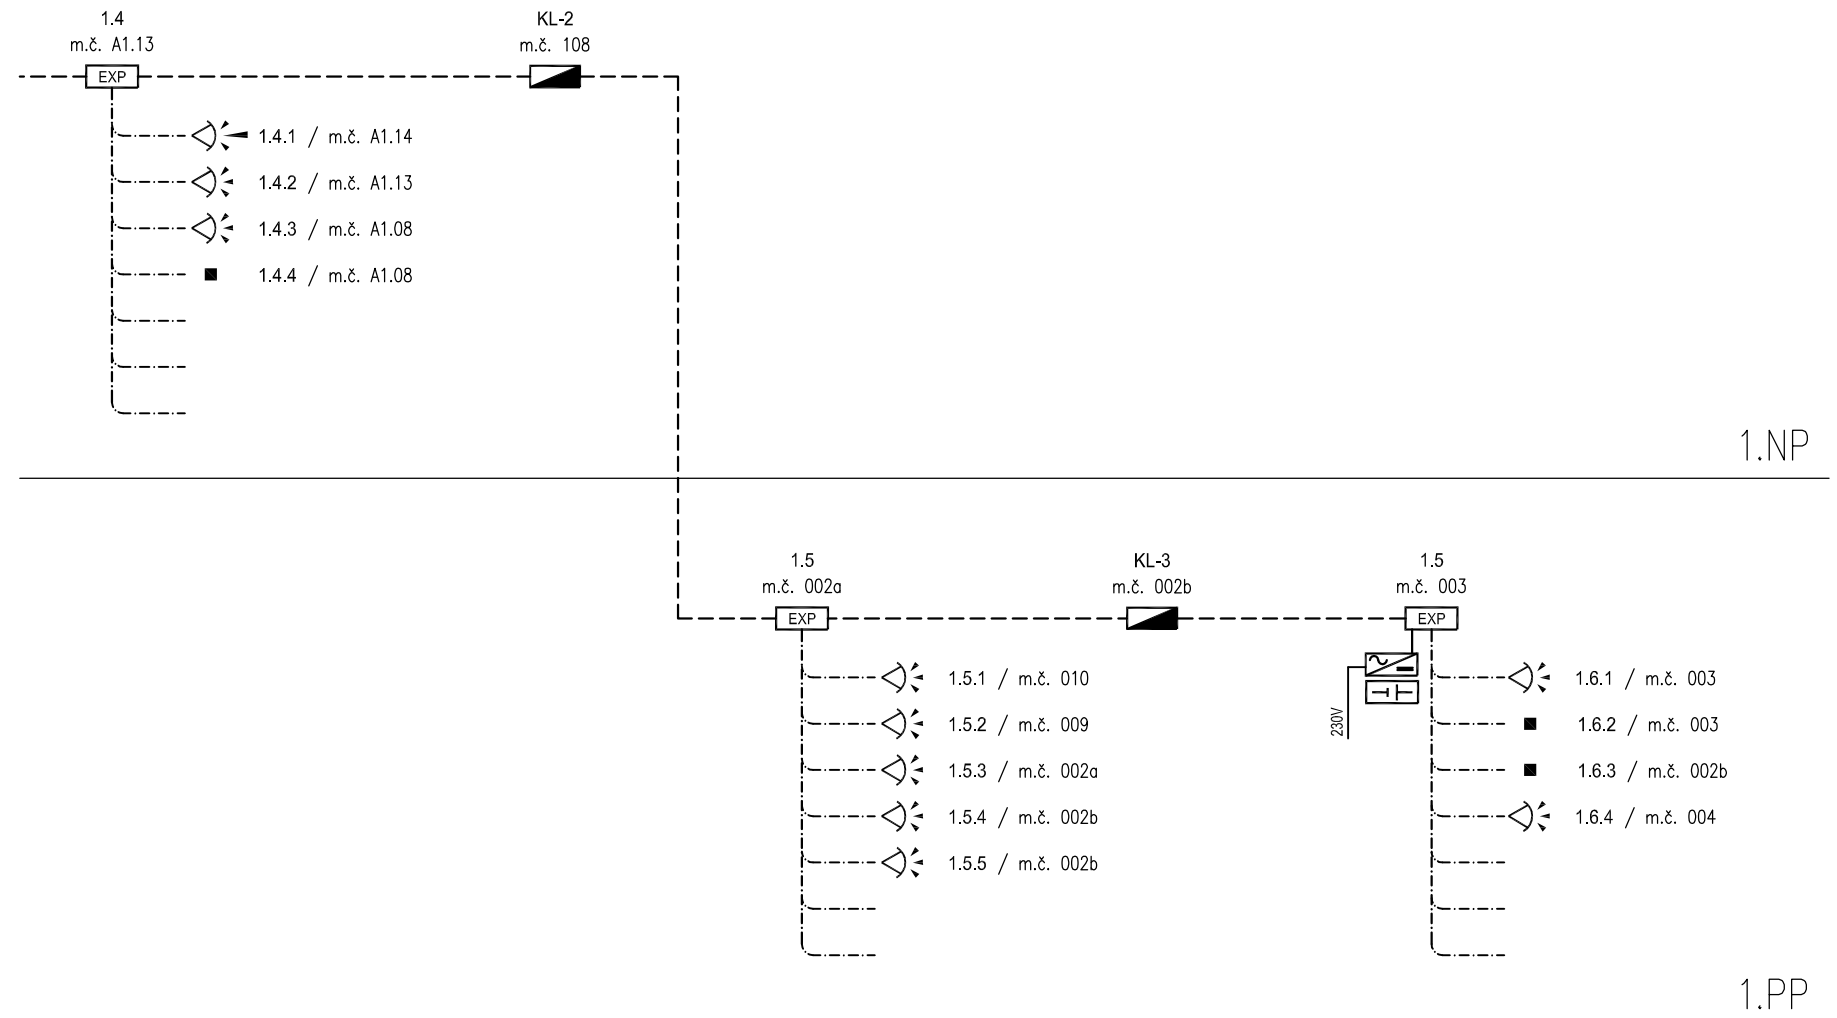 1.4
m.č. A1.13
EXP
KL-2
m.č. 108
1.4.1 / m.č. A1.14
1.4.2 / m.č. A1.13
1.4.3 / m.č. A1.08
1.4.4 / m.č. A1.08
1.NP
1.5
m.č. 002a
EXP
KL-3
m.č. 002b
1.5
m.č. 003
EXP
230V
1.5.1 / m.č. 010
1.5.2 / m.č. 009
1.5.3 / m.č. 002a
1.5.4 / m.č. 002b
1.5.5 / m.č. 002b
1.6.1 / m.č. 003
1.6.2 / m.č. 003
1.6.3 / m.č. 002b
1.6.4 / m.č. 004
1.PP